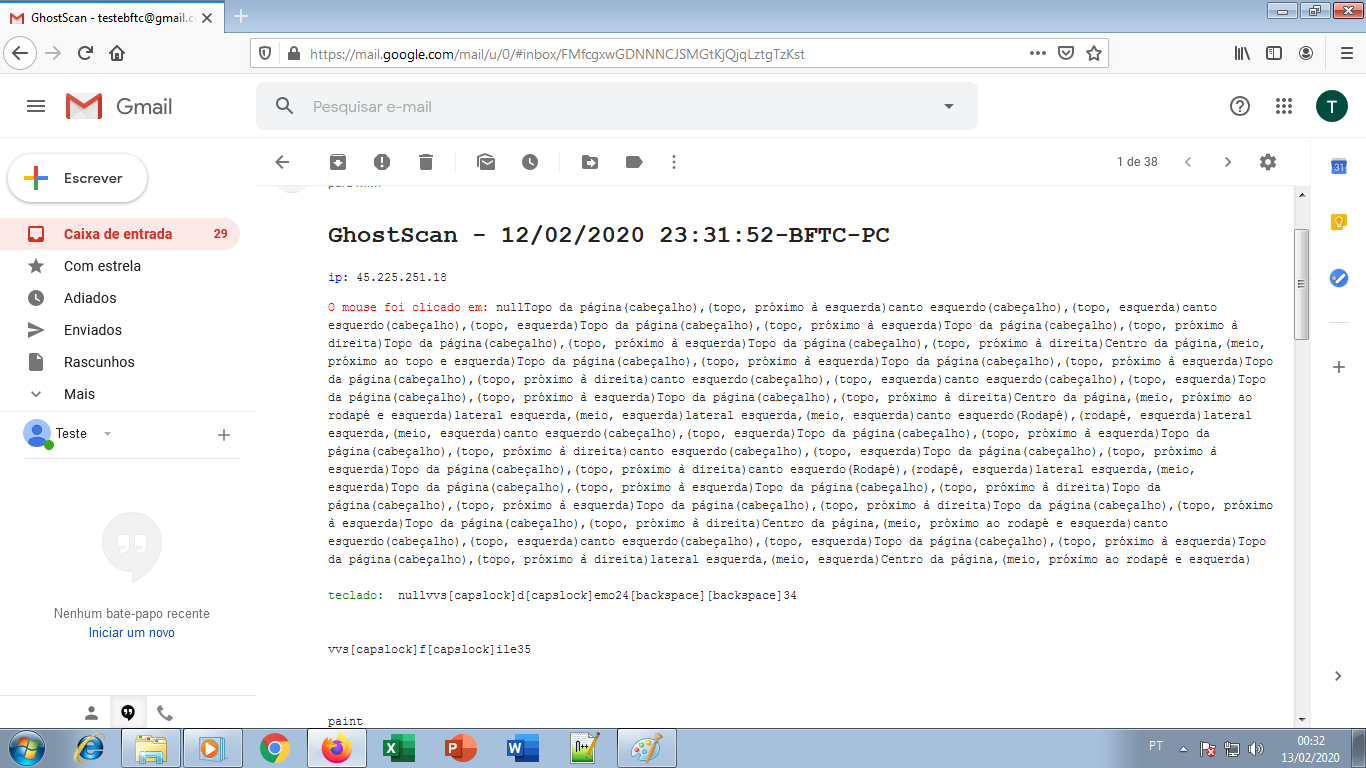 GhostScan - testebftc@gmail.c
https://mail.google.com/mail/u/0/#inbox/FMfcgxwGDNNNCJSMGtKjQjqLztgTzKst
Gmail
Pesquisar e-mail
T
Escrever
1 de 38
31
Caixa de entrada 29
Com estrela
Adiados
Enviados
Rascunhos
Mais
Teste
Nenhum bate-papo recente
Iniciar um novo
GhostScan - 12/02/2020 23:31:52-BFTC-PC
ip: 45.225.251.18
O mouse foi clicado em: nullTopo da página(cabeçalho),(topo, próximo à esquerda)canto esquerdo(cabeçalho),(topo, esquerda)canto
esquerdo(cabeçalho),(topo, esquerda)Topo da página(cabeçalho),(topo, próximo à esquerda)Topo da página(cabeçalho),(topo, próximo à
direita)Topo da página(cabeçalho),(topo, próximo à esquerda)Topo da página(cabeçalho),(topo, próximo à direita)Centro da página,(meio,
próximo ao topo e esquerda)Topo da página(cabeçalho),(topo, próximo à esquerda)Topo da página(cabeçalho),(topo, próximo à esquerda)Topo
da página(cabeçalho),(topo, próximo à direita)canto esquerdo(cabeçalho),(topo, esquerda)canto esquerdo(cabeçalho),(topo, esquerda)Topo
da página(cabeçalho),(topo, próximo à esquerda)Topo da página(cabeçalho),(topo, próximo à direita)Centro da página,(meio, próximo ao
rodapé e esquerda)lateral esquerda,(meio, esquerda)lateral esquerda,(meio, esquerda)canto esquerdo(Rodapé),(rodapé, esquerda)lateral
esquerda,(meio, esquerda)canto esquerdo(cabeçalho),(topo, esquerda)Topo da página(cabeçalho),(topo, próximo à esquerda)Topo da
página(cabeçalho),(topo, próximo à direita)canto esquerdo(cabeçalho),(topo, esquerda)Topo da página(cabeçalho),(topo, próximo à
esquerda)Topo da página(cabeçalho),(topo, próximo à direita)canto esquerdo(Rodapé),(rodapé, esquerda)lateral esquerda,(meio,
esquerda)Topo da página(cabeçalho),(topo, próximo à esquerda)Topo da página(cabeçalho),(topo, próximo à direita)Topo da
página(cabeçalho),(topo, próximo à esquerda)Topo da página(cabeçalho),(topo, próximo à direita)Topo da página(cabeçalho),(topo, próximo
à esquerda)Topo da página(cabeçalho),(topo, próximo à direita)Centro da página,(meio, próximo ao rodapé e esquerda)canto
esquerdo(cabeçalho),(topo, esquerda)canto esquerdo(cabeçalho),(topo, esquerda)Topo da página(cabeçalho),(topo, próximo à esquerda)Topo
da página(cabeçalho),(topo, próximo à direita)lateral esquerda,(meio, esquerda)Centro da página,(meio, próximo ao rodapé e esquerda)
teclado: nullvvs[capslock]d[capslock]emo24[backspace][backspace]34
vvs[capslock]f[capslock]ile35
paint
PT
00:32
13/02/2020